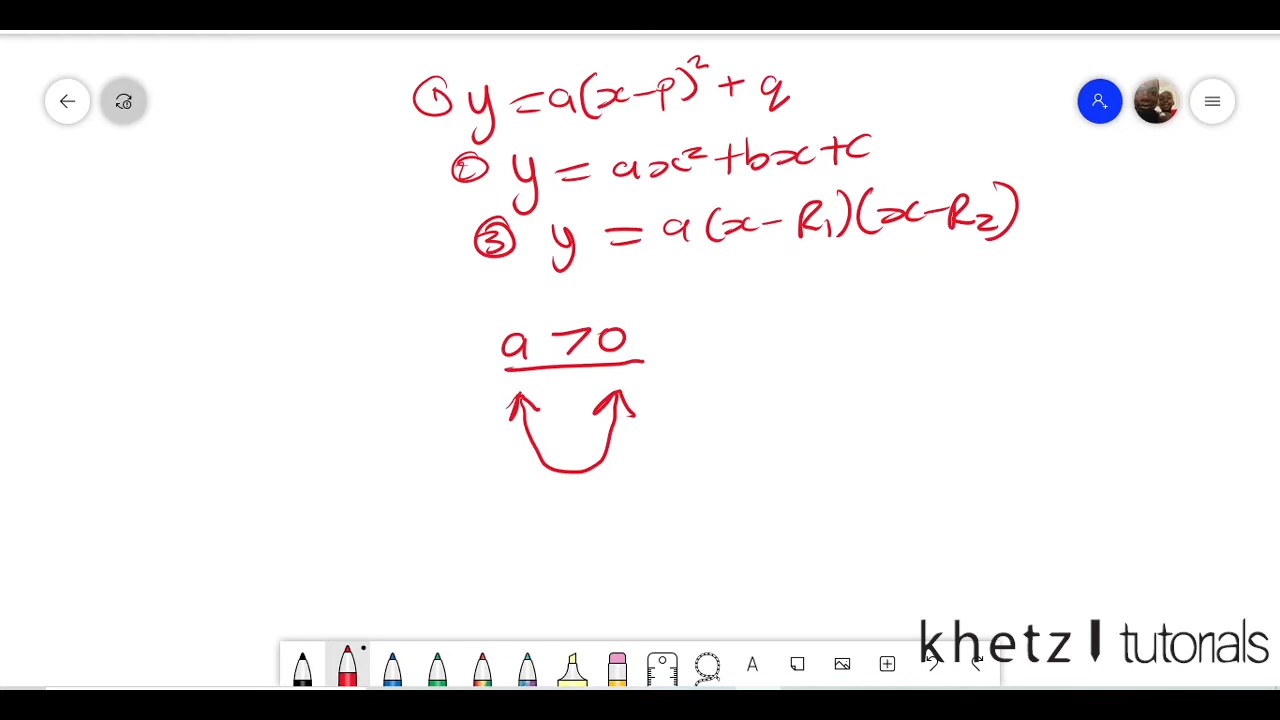 ① y = a(x-p)² + q
② y = ax² + bx + c
③ y = a(x-R₁)(x-R₂)
a > 0
A
khetz tutorials